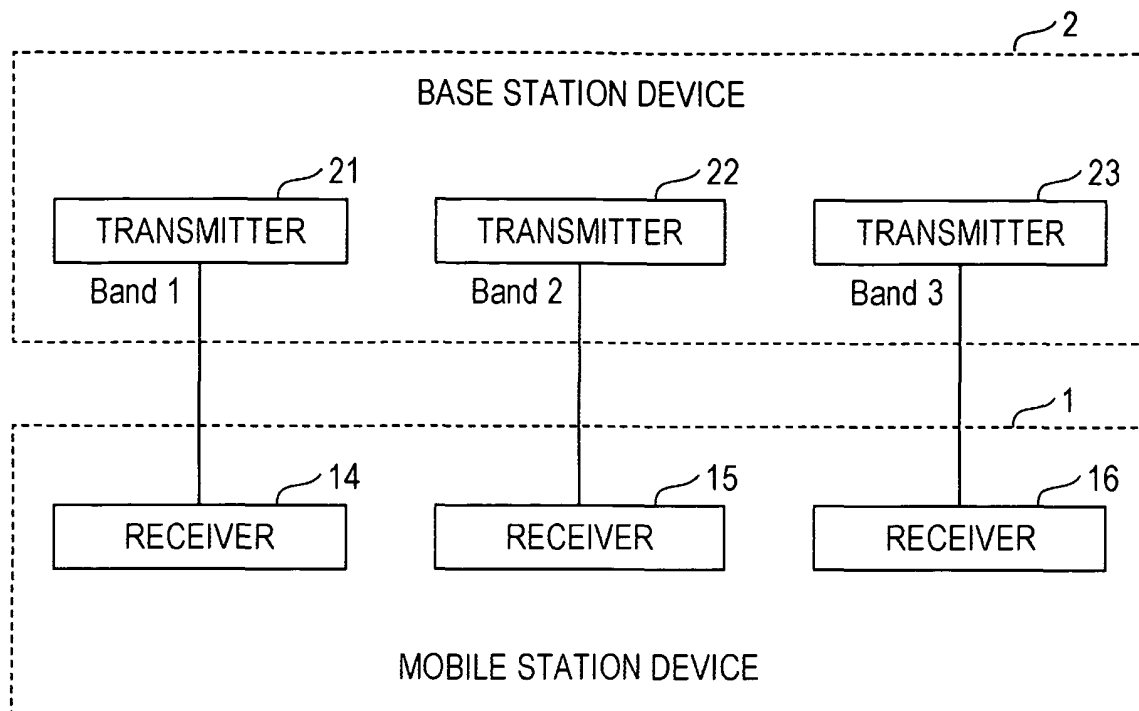 2
BASE STATION DEVICE
21 22 23
TRANSMITTER TRANSMITTER TRANSMITTER
Band 1 Band 2 Band 3
1
14 15 16
RECEIVER RECEIVER RECEIVER
MOBILE STATION DEVICE